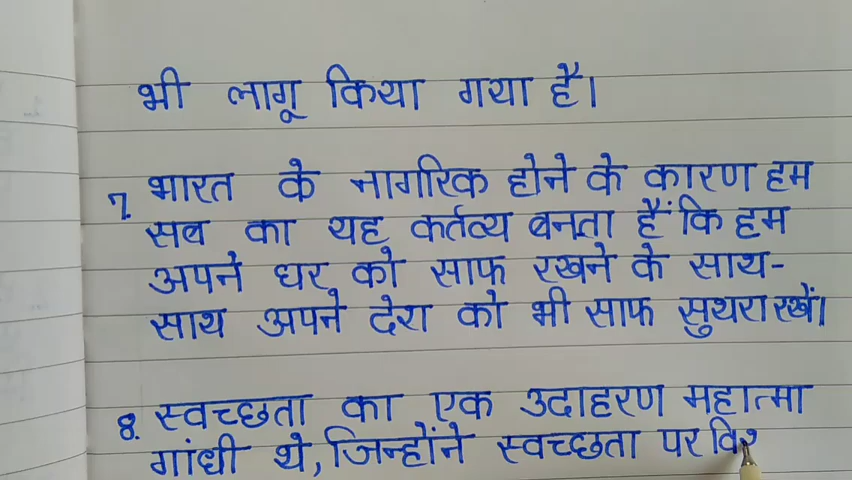 भी लागू किया गया है।
7. भारत के नागरिक होने के कारण हम
सब का यह कर्तव्य बनता हैं कि हम
अपने घर को साफ रखने के साथ-
साथ अपने देश को भी साफ सुथरा रखें।
8. स्वच्छता का एक उदाहरण महात्मा
गांधी थे, जिन्होंने स्वच्छता पर